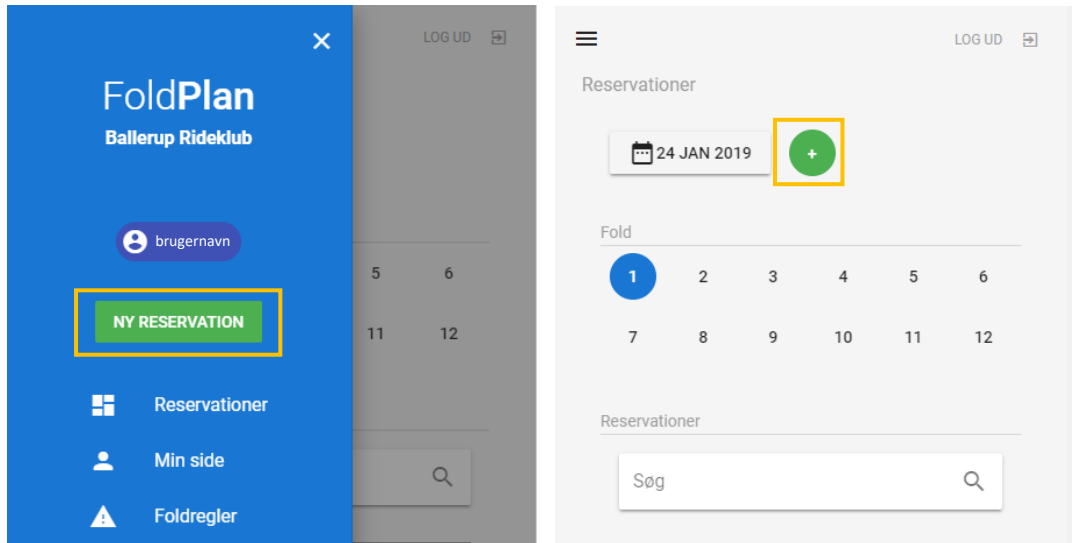 LOG UD
FoldPlan
Ballerup Rideklub
brugernavn
NY RESERVATION
Reservationer
Min side
Foldregler
5 6
11 12
LOG UD
Reservationer
24 JAN 2019 +
Fold
1 2 3 4 5 6
7 8 9 10 11 12
Reservationer
Søg